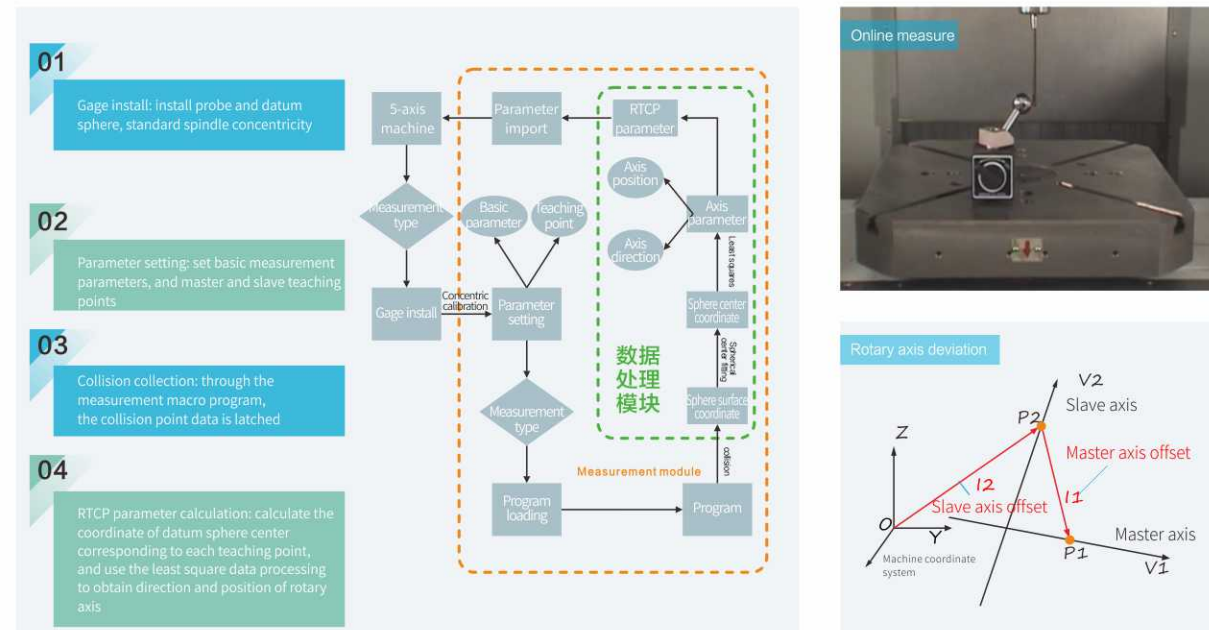 01
Gage install: install probe and datum
sphere, standard spindle concentricity
02
Parameter setting: set basic measurement
parameters, and master and slave teaching
points
03
Collision collection: through the
measurement macro program,
the collision point data is latched
04
RTCP parameter calculation: calculate the
coordinate of datum sphere center
corresponding to each teaching point,
and use the least square data processing
to obtain direction and position of rotary
axis
5-axis
machine
Parameter
import
RTCP
parameter
Axis
position
Measurement
type
Basic
parameter
Teaching
point
Axis
parameter
Axis
direction
Least squares
Gage install
Concentric
calibration
Parameter
setting
Sphere center
coordinate
Spherical
center fitting
数据
处理
模块
Sphere surface
coordinate
Measurement
type
collision
Measurement module
Program
loading
Program
Online measure
Rotary axis deviation
V2
Slave axis
P2
Z
Master axis offset
l2
l1
Slave axis offset
O
Y
Master axis
P1
V1
Machine coordinate
system